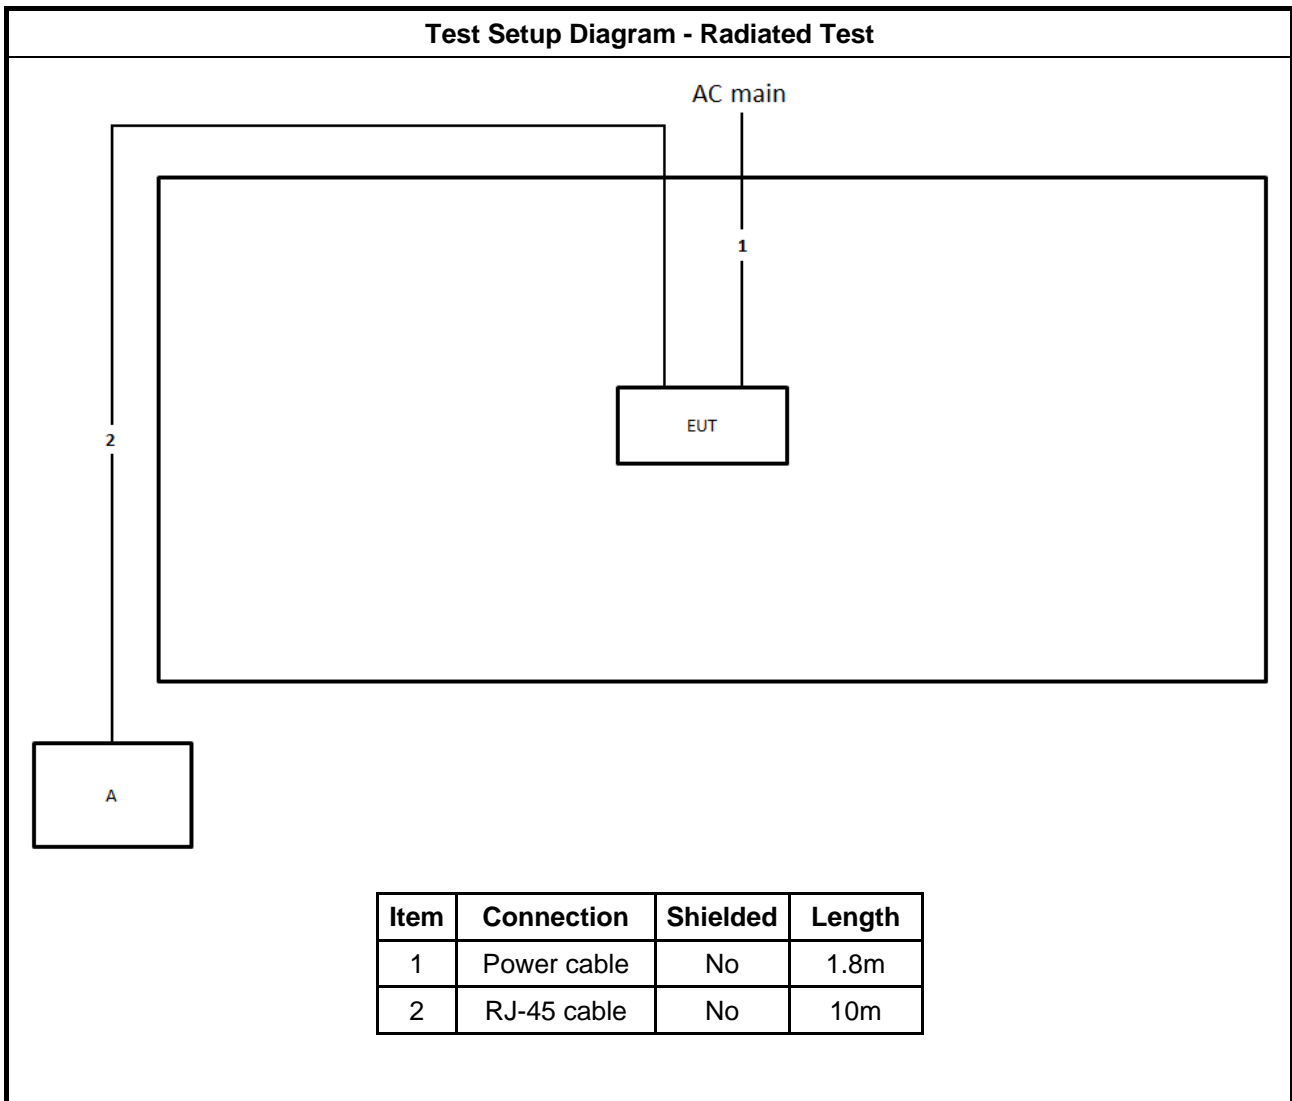 Test Setup Diagram - Radiated Test
AC main
1
EUT
2
A
Item Connection Shielded Length
1 Power cable No 1.8m
2 RJ-45 cable No 10m